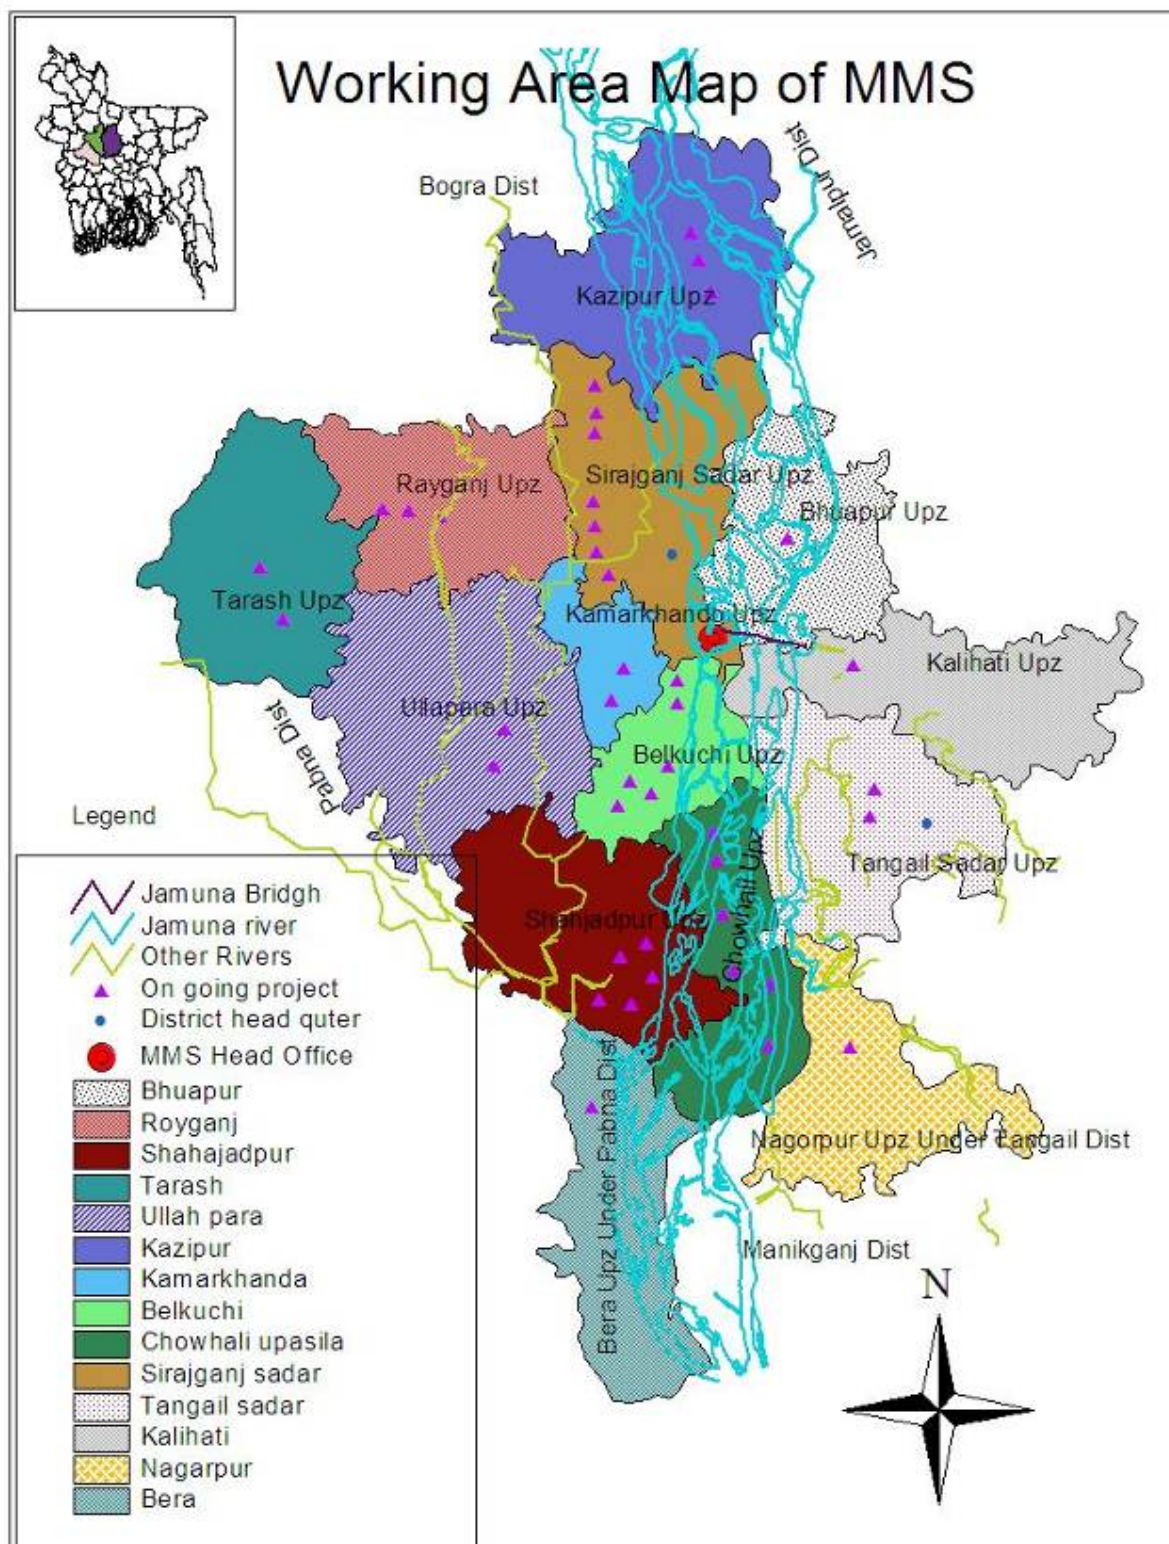 Working Area Map of MMS
Jamalpur Dist
Bogra Dist
Kazipur Upz
Sirajganj Sadar Upz
Rayganj Upz
Bhuapur Upz
Tarash Upz
Kamarkhando Upz
Kalihati Upz
Ullapara Upz
Pabna Dist
Belkuchi Upz
Tangail Sadar Upz
Chowhali Upz
Shahjadpur Upz
Bera Upz Under Pabna Dist
Nagorpur Upz Under Tangail Dist
Manikganj Dist
N
Legend
Jamuna Bridgh
Jamuna river
Other Rivers
On going project
District head quter
MMS Head Office
Bhuapur
Royganj
Shahajadpur
Tarash
Ullah para
Kazipur
Kamarkhanda
Belkuchi
Chowhali upasila
Sirajganj sadar
Tangail sadar
Kalihati
Nagarpur
Bera